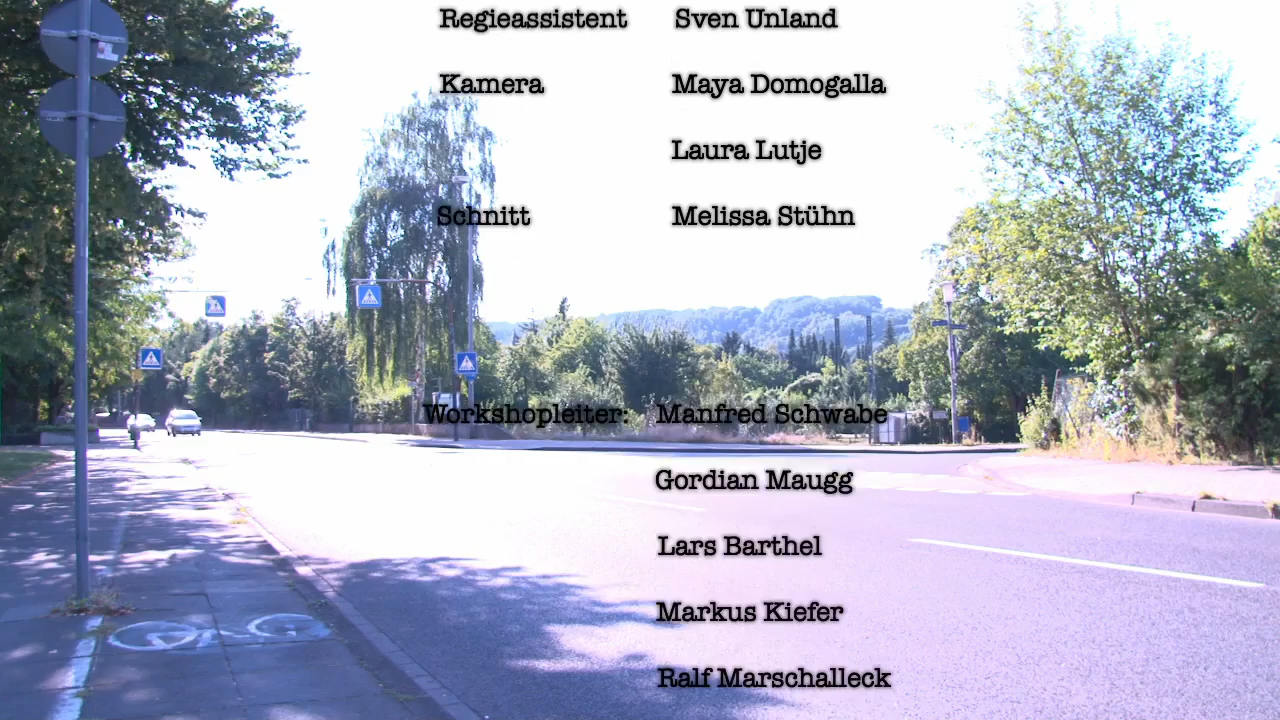 Regieassistent Sven Unland
Kamera Maya Domogalla
Laura Lutje
Schnitt Melissa Stühn
Workshopleiter: Manfred Schwabe
Gordian Maugg
Lars Barthel
Markus Kiefer
Ralf Marschalleck